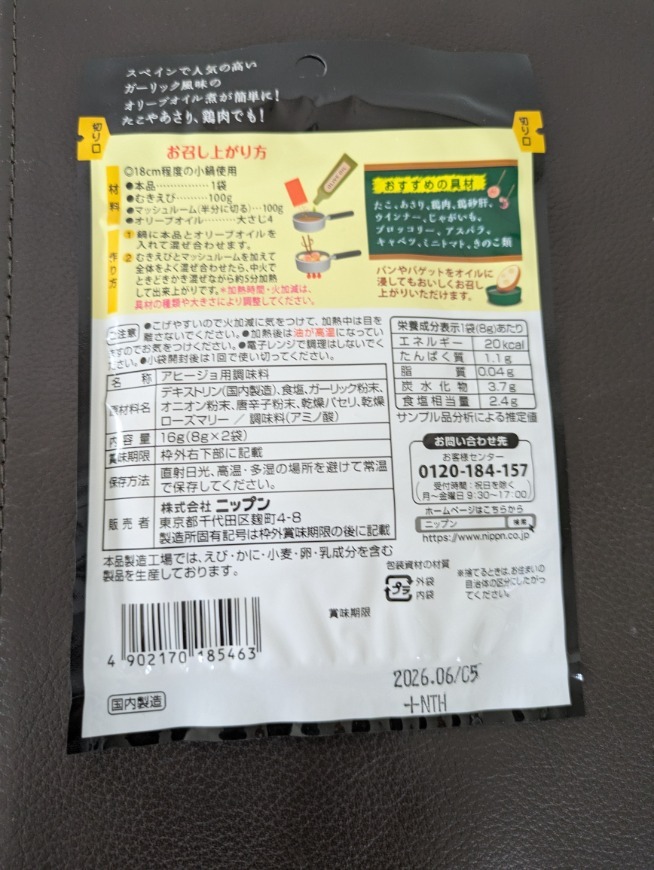 スペインで人気の高い
ガーリック風味の
オリーブオイル煮が簡単に!
たこやあさり、鶏肉でも!
切り口
切り口
お召し上がり方
◎18cm程度の小鍋使用
材料
●本品……………1袋
●むきえび………100g
●マッシュルーム(半分に切る)…100g
●オリーブオイル…………大さじ4
作り方
1 鍋に本品とオリーブオイルを
入れて混ぜ合わせます。
2 むきえびとマッシュルームを加えて
全体をよく混ぜ合わせたら、中火で
ときどきかき混ぜながら約5分加熱
して出来上がりです。※加熱時間・火加減は、
具材の種類や大きさにより調整してください。
おすすめの具材
たこ、あさり、鶏肉、鶏砂肝、
ウインナー、じゃがいも、
ブロッコリー、アスパラ、
キャベツ、ミニトマト、きのこ類
パンやバゲットをオイルに
浸してもおいしくお召し
上がりいただけます。
ご注意
●こげやすいので火加減に気をつけて、加熱中は目を
離さないでください。●加熱後は油が高温になってい
ますのでお気をつけください。●電子レンジで調理はしないでく
ださい。●小袋開封後は1回で使い切ってください。
名称 アヒージョ用調味料
原材料名 デキストリン(国内製造)、食塩、ガーリック粉末、
オニオン粉末、唐辛子粉末、乾燥パセリ、乾燥
ローズマリー / 調味料(アミノ酸)
内容量 16g(8g×2袋)
賞味期限 枠外右下部に記載
保存方法 直射日光、高温・多湿の場所を避けて常温
で保存してください。
販売者 株式会社 ニップン
東京都千代田区麹町4-8
製造所固有記号は枠外賞味期限の後に記載
本品製造工場では、えび・かに・小麦・卵・乳成分を含む
製品を生産しております。
栄養成分表示1袋(8g)あたり
エネルギー 20kcal
たんぱく質 1.1g
脂質 0.04g
炭水化物 3.7g
食塩相当量 2.4g
サンプル品分析による推定値
お問い合わせ先
お客様センター
0120-184-157
(受付時間:祝日を除く
月~金曜日 9:30~17:00)
ホームページはこちらから
ニップン 検索
https://www.nippn.co.jp
包装資材の材質
プラ 外袋
内袋
※捨てるときは、お住まいの
自治体の区分にしたがっ
てください。
賞味期限
4 902170 185463
2026.06/05
+NTH
国内製造